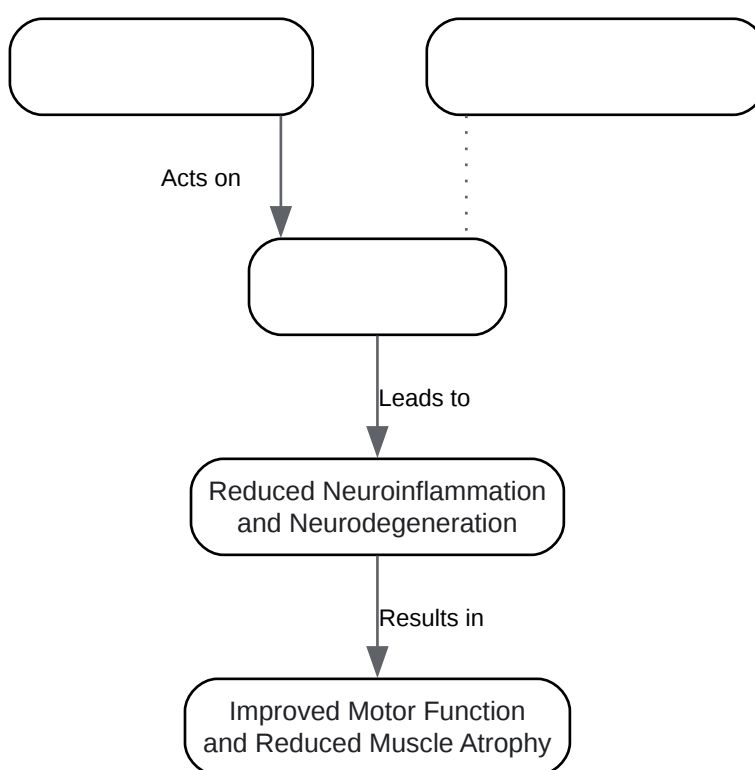 Acts on
Leads to
Reduced Neuroinflammation
and Neurodegeneration
Results in
Improved Motor Function
and Reduced Muscle Atrophy